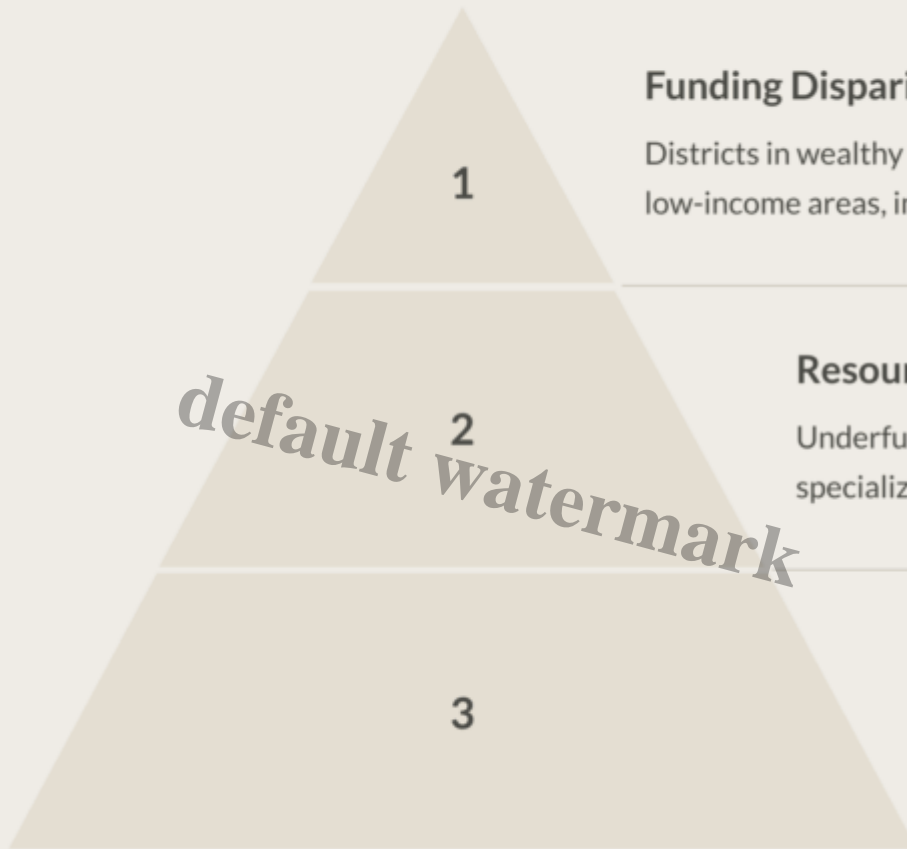 1
Funding Dispari
Districts in wealthy
low-income areas, i
2
Resour
Underfu
specializ
default watermark
3